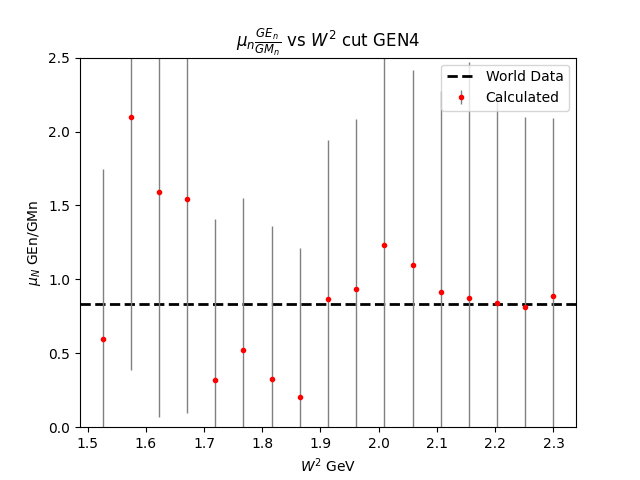 μn GEn/GMn vs W² cut GEN4
World Data
Calculated
2.5
2.0
1.5
1.0
0.5
0.0
μN GEn/GMn
1.5 1.6 1.7 1.8 1.9 2.0 2.1 2.2 2.3
W² GeV